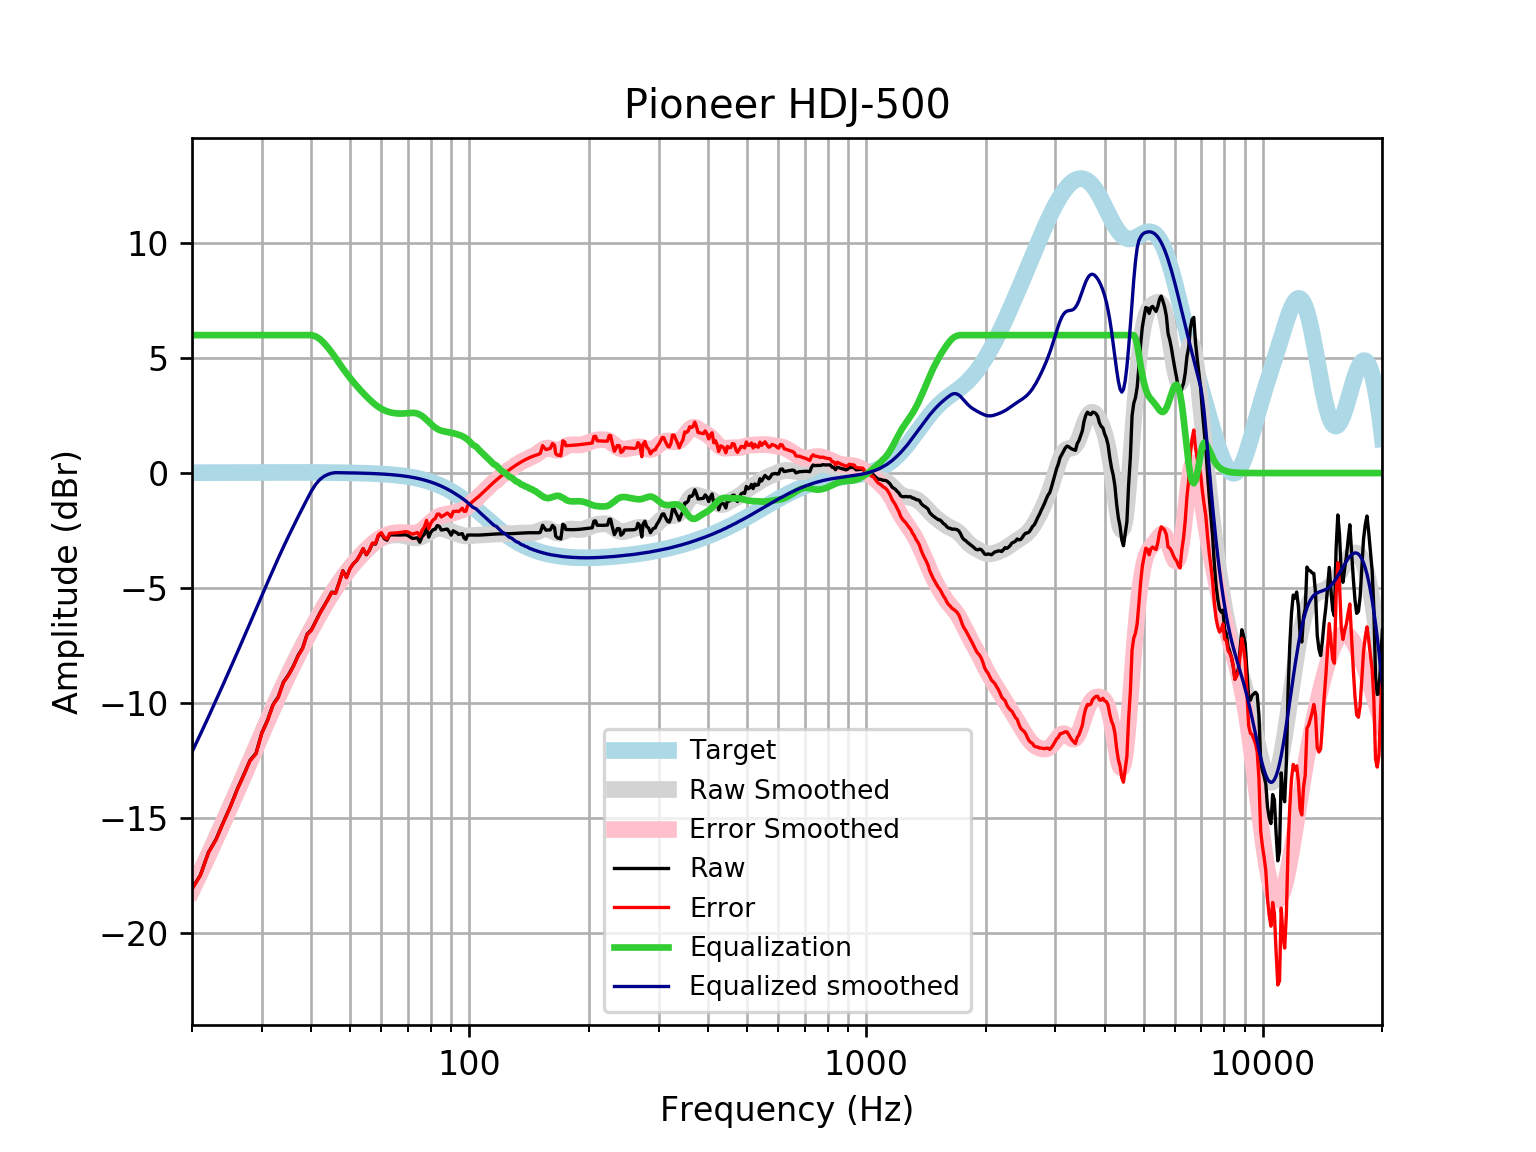 Pioneer HDJ-500
Amplitude (dBr)
10
5
0
−5
−10
−15
−20
Target
Raw Smoothed
Error Smoothed
Raw
Error
Equalization
Equalized smoothed
100
1000
10000
Frequency (Hz)